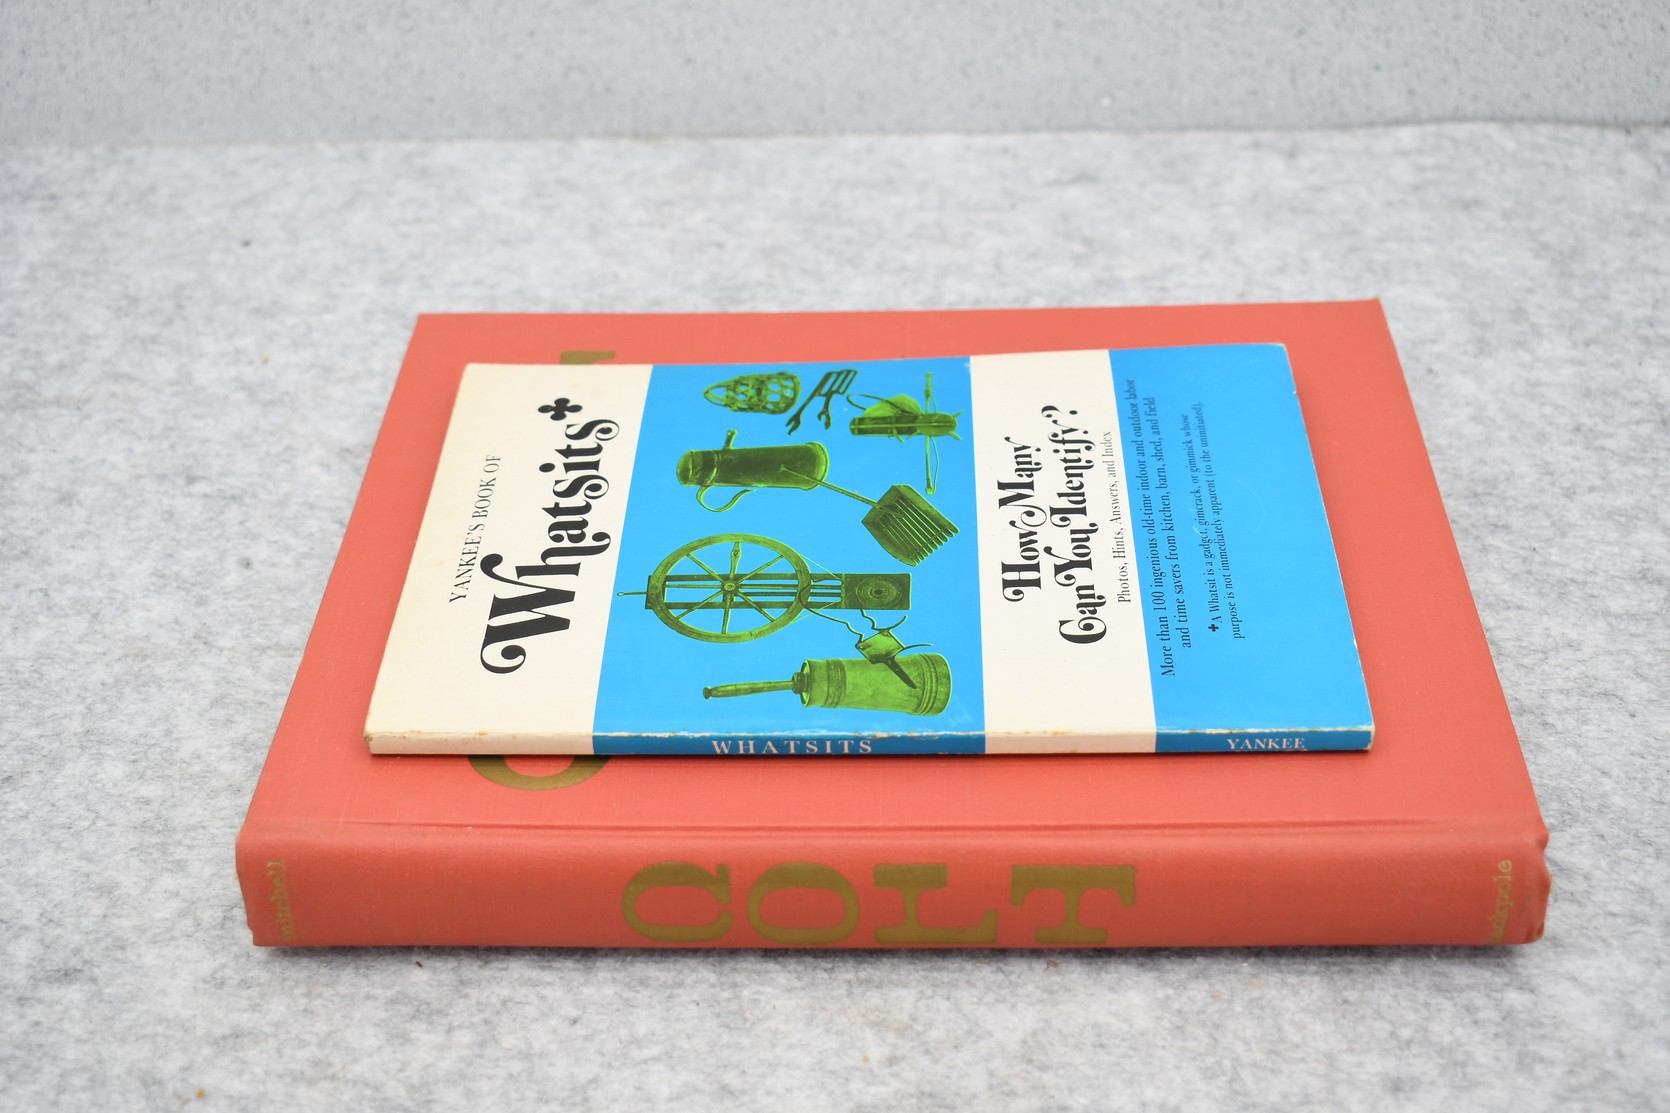 YANKEE'S BOOK OF
Whatsits✤
How Many
Can You Identify?
Photos, Hints, Answers, and Index
More than 100 ingenious old-time indoor and outdoor labor
and time savers from kitchen, barn, shed, and field
✤A Whatsit is a gadget, gimcrack, or gimmick whose
purpose is not immediately apparent (to the uninitiated).
WHATSITS
YANKEE
mitchell
COLT